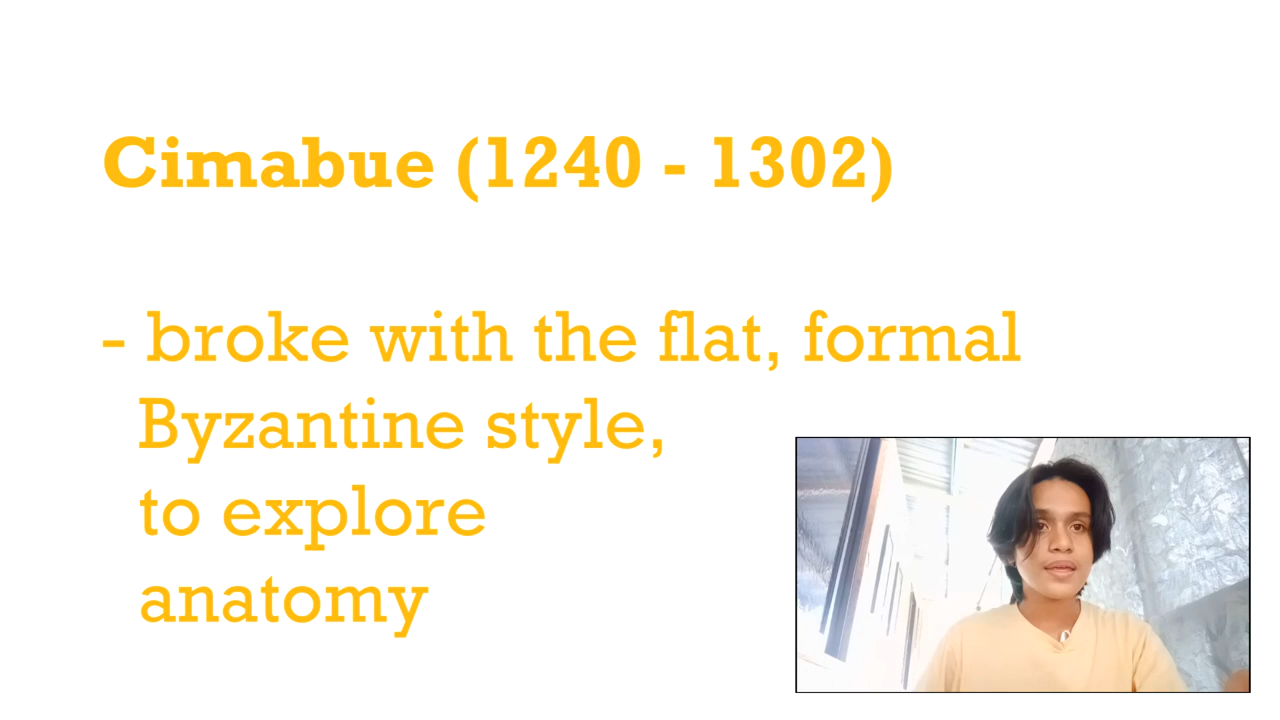 Cimabue (1240 - 1302)
- broke with the flat, formal
Byzantine style,
to explore
anatomy